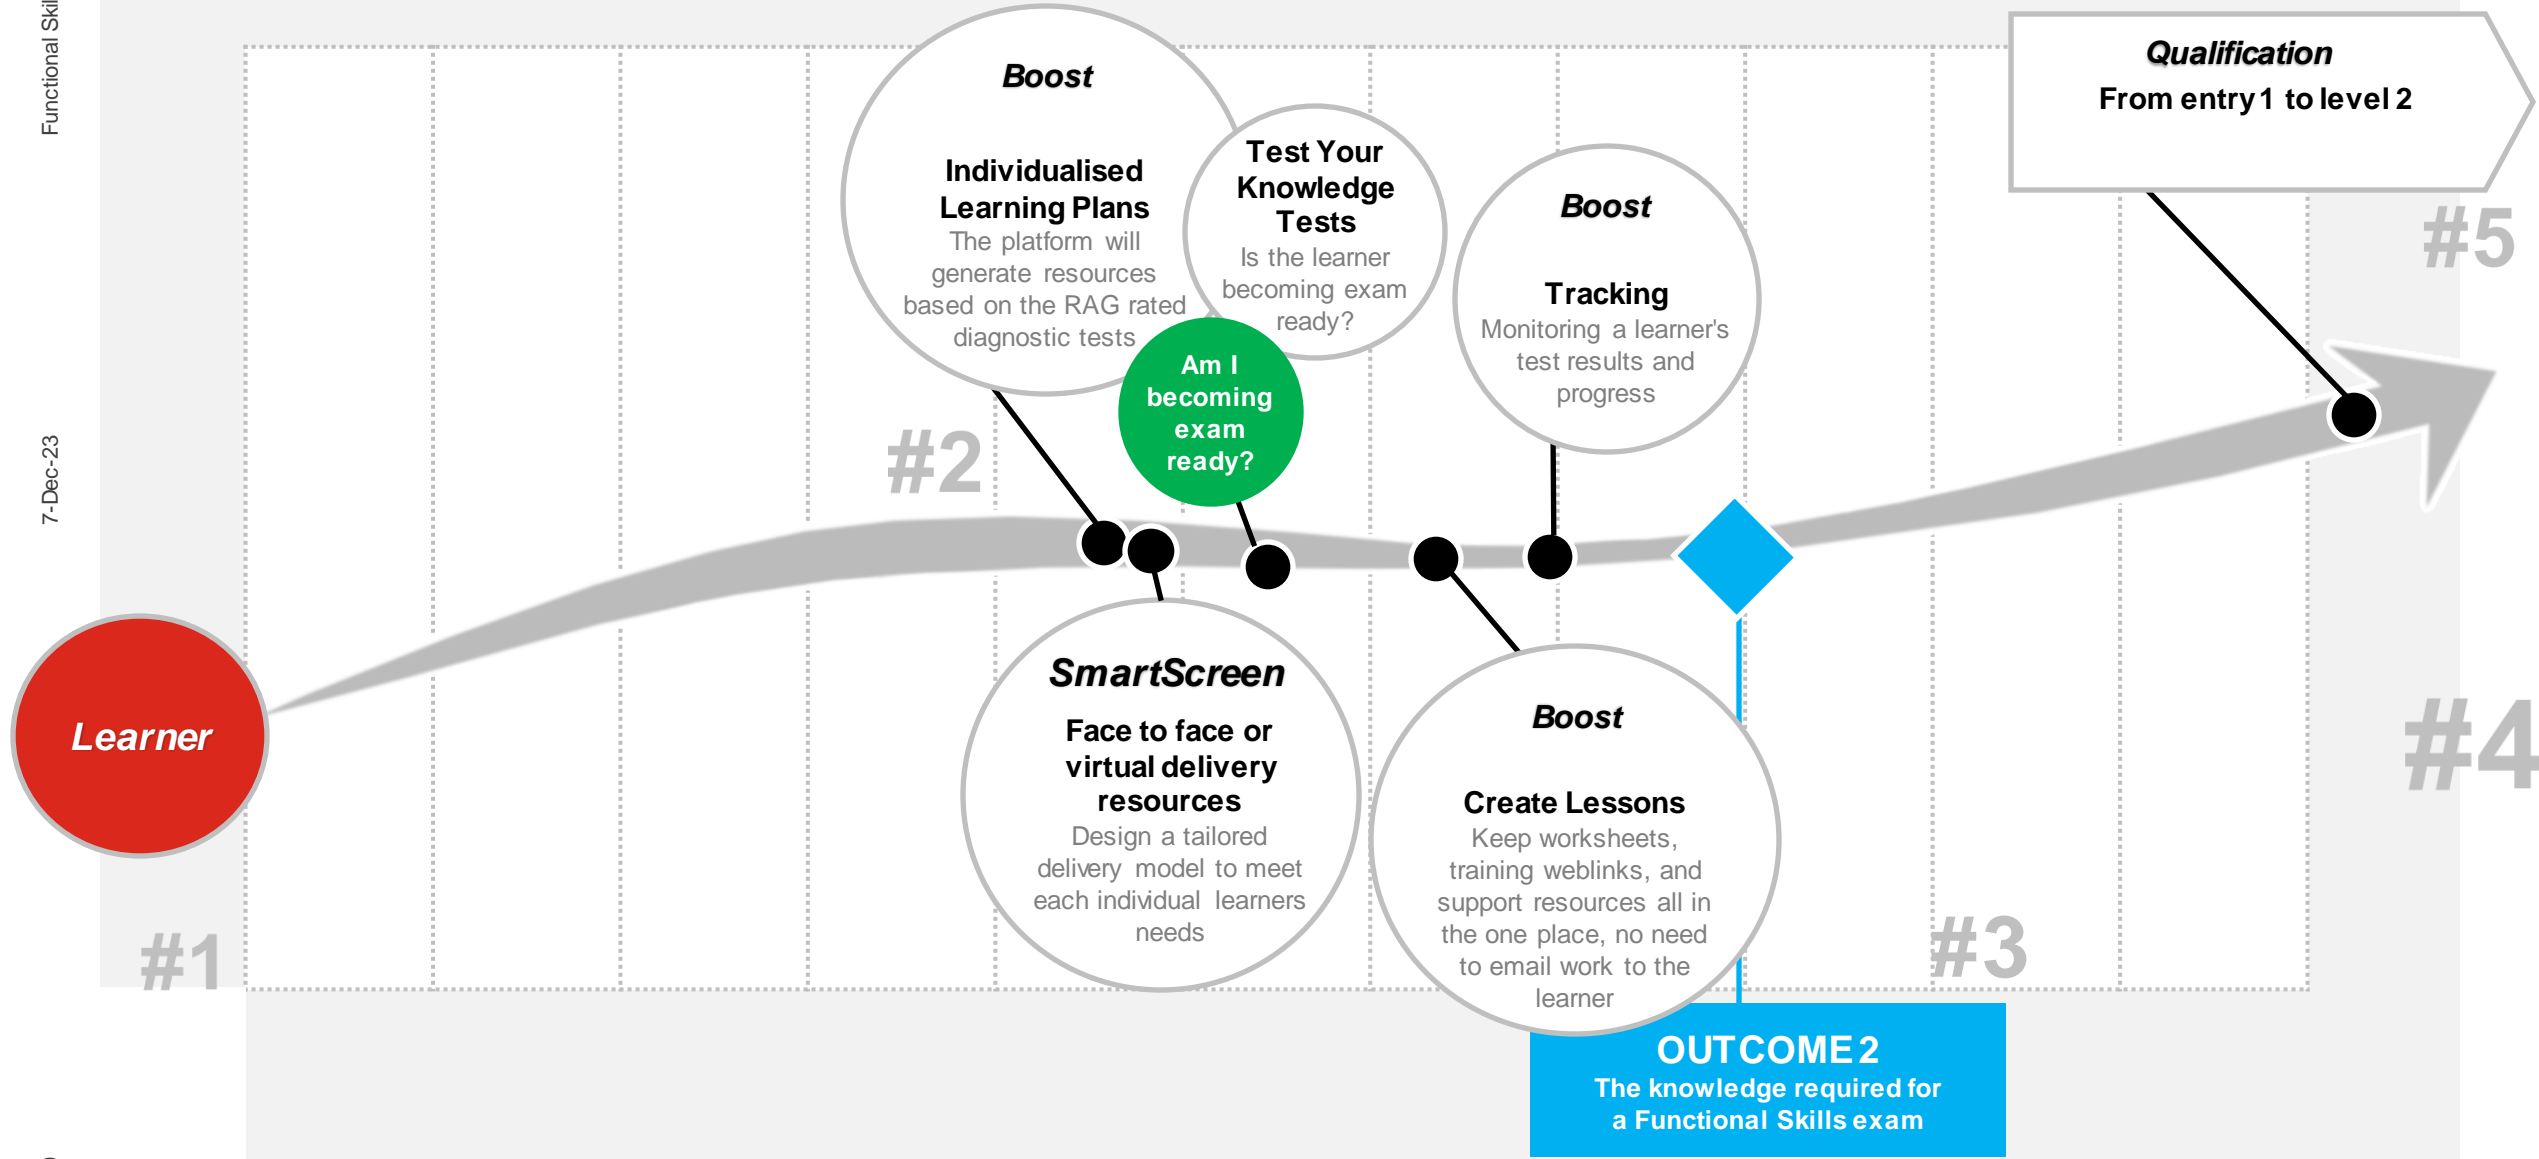 Functional Skil
7-Dec-23
Learner
#1
#2
Boost
Individualised
Learning Plans
The platform will
generate resources
based on the RAG rated
diagnostic tests
Test Your
Knowledge
Tests
Is the learner
becoming exam
ready?
Am I
becoming
exam
ready?
SmartScreen
Face to face or
virtual delivery
resources
Design a tailored
delivery model to meet
each individual learners
needs
Boost
Tracking
Monitoring a learner's
test results and
progress
Boost
Create Lessons
Keep worksheets,
training weblinks, and
support resources all in
the one place, no need
to email work to the
learner
OUTCOME 2
The knowledge required for
a Functional Skills exam
#3
Qualification
From entry 1 to level 2
#5
#4